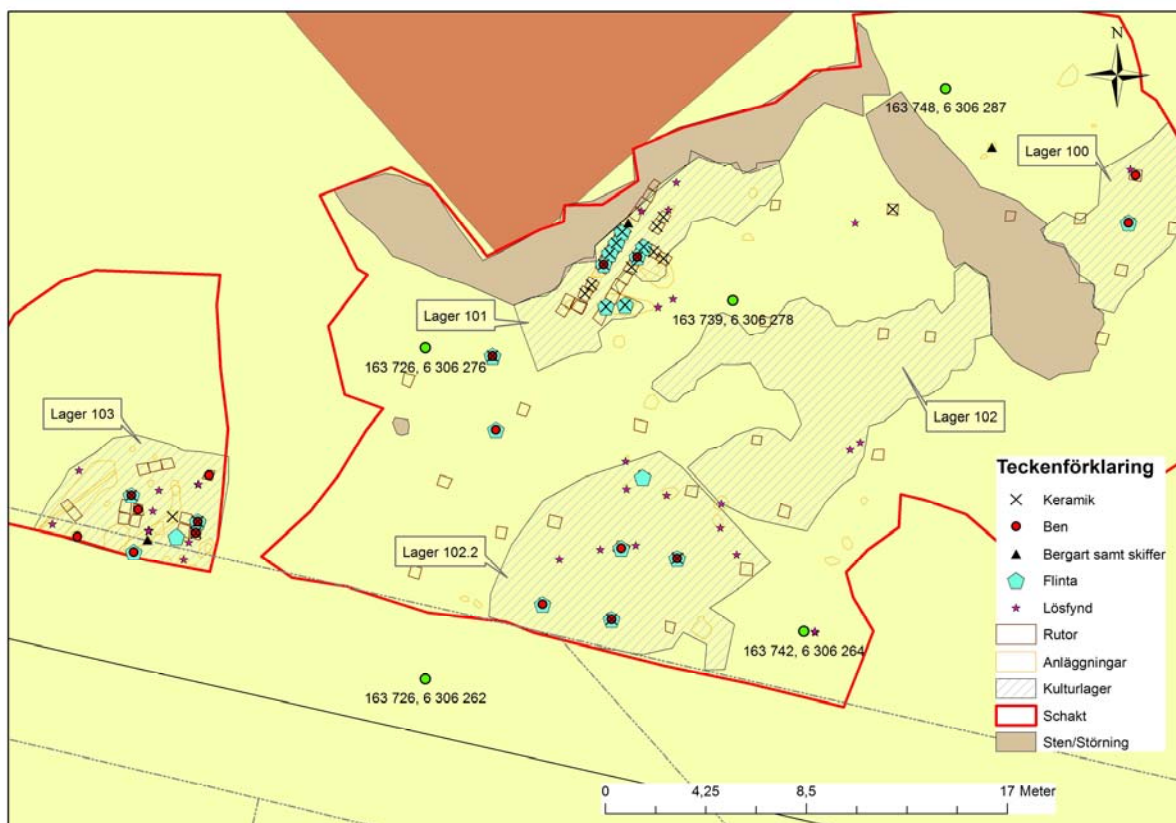 N
163 748, 6 306 287
Lager 100
Lager 101
163 739, 6 306 278
163 726, 6 306 276
Lager 103
Lager 102
Lager 102.2
163 742, 6 306 264
163 726, 6 306 262
Teckenförklaring
Keramik
Ben
Bergart samt skiffer
Flinta
Lösfynd
Rutor
Anläggningar
Kulturlager
Schakt
Sten/Störning
0 4,25 8,5 17 Meter